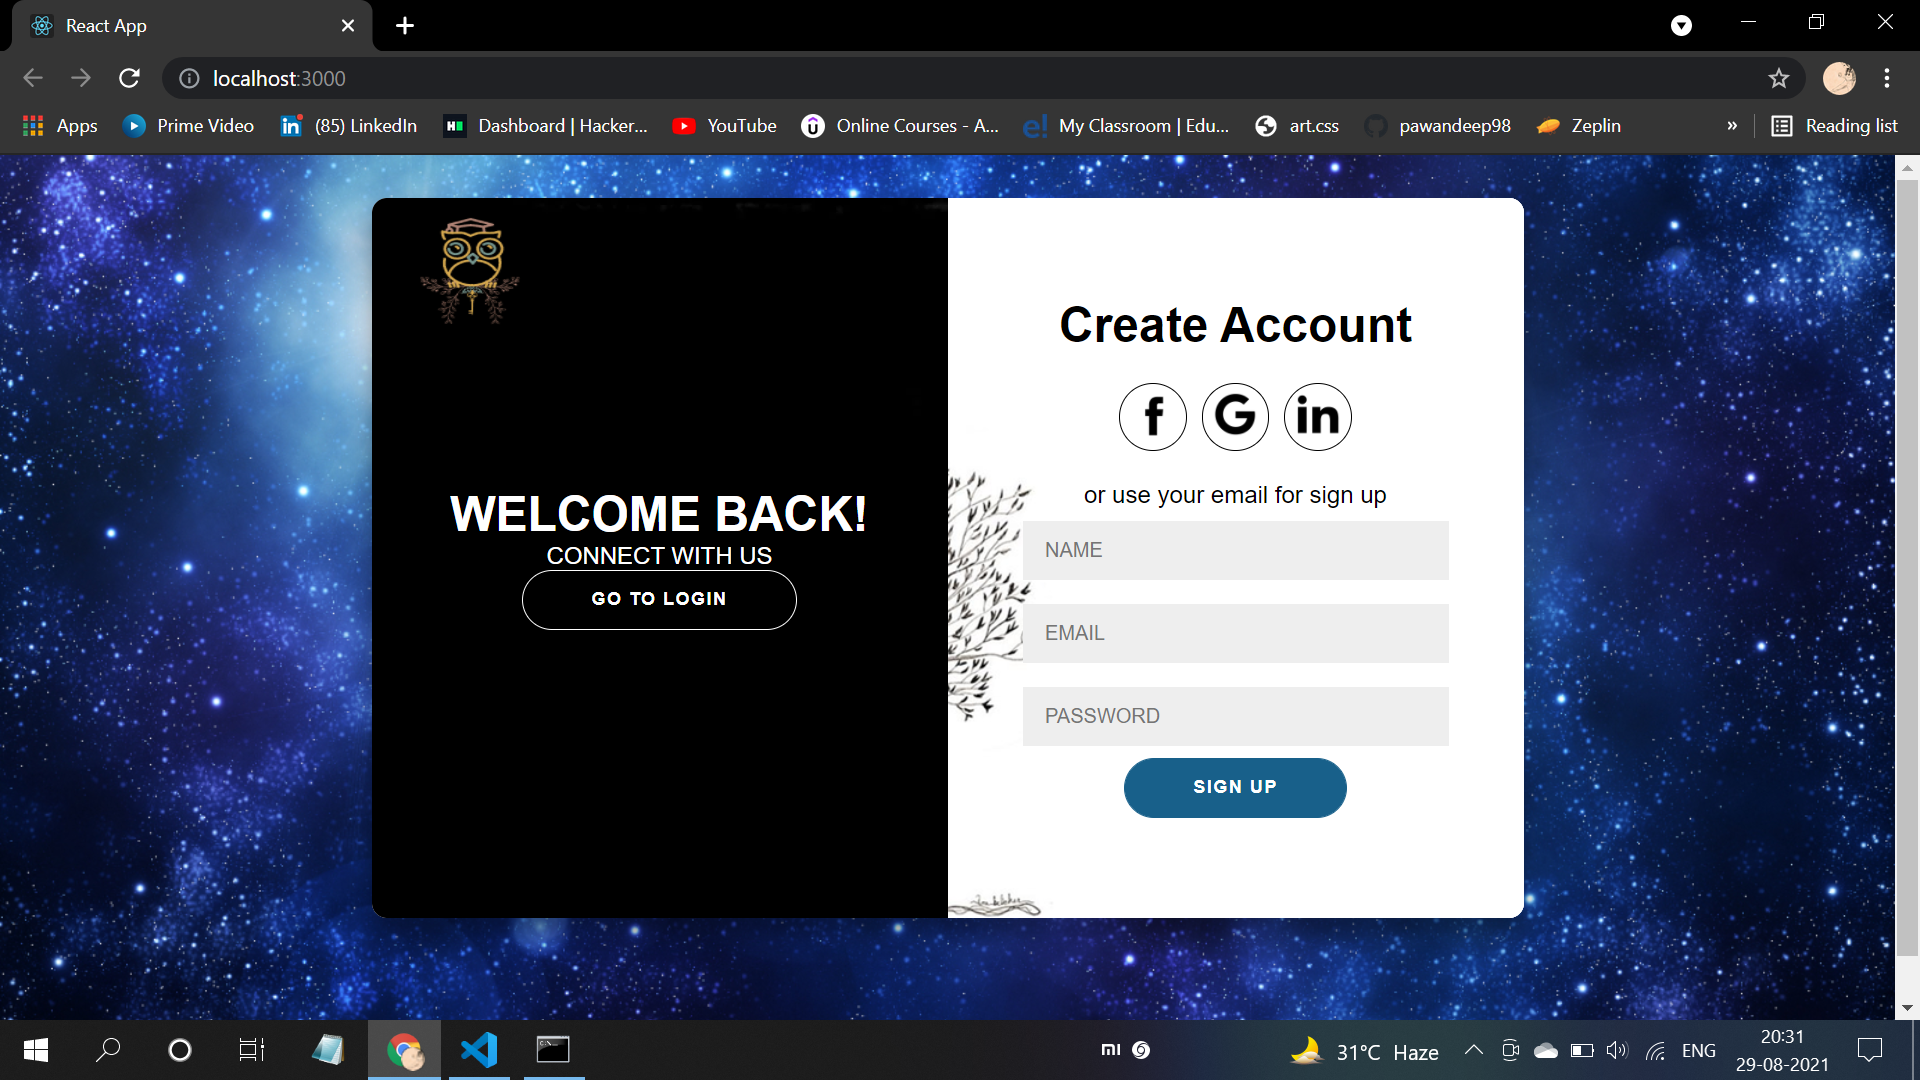 React App
localhost:3000
Apps
Prime Video
(85) LinkedIn
Dashboard | Hacker...
YouTube
Online Courses - A...
My Classroom | Edu...
art.css
pawandeep98
Zeplin
»
Reading list
WELCOME BACK!
CONNECT WITH US
GO TO LOGIN
Create Account
f G in
or use your email for sign up
NAME
EMAIL
PASSWORD
SIGN UP
mi
31°C Haze
ENG
20:31
29-08-2021